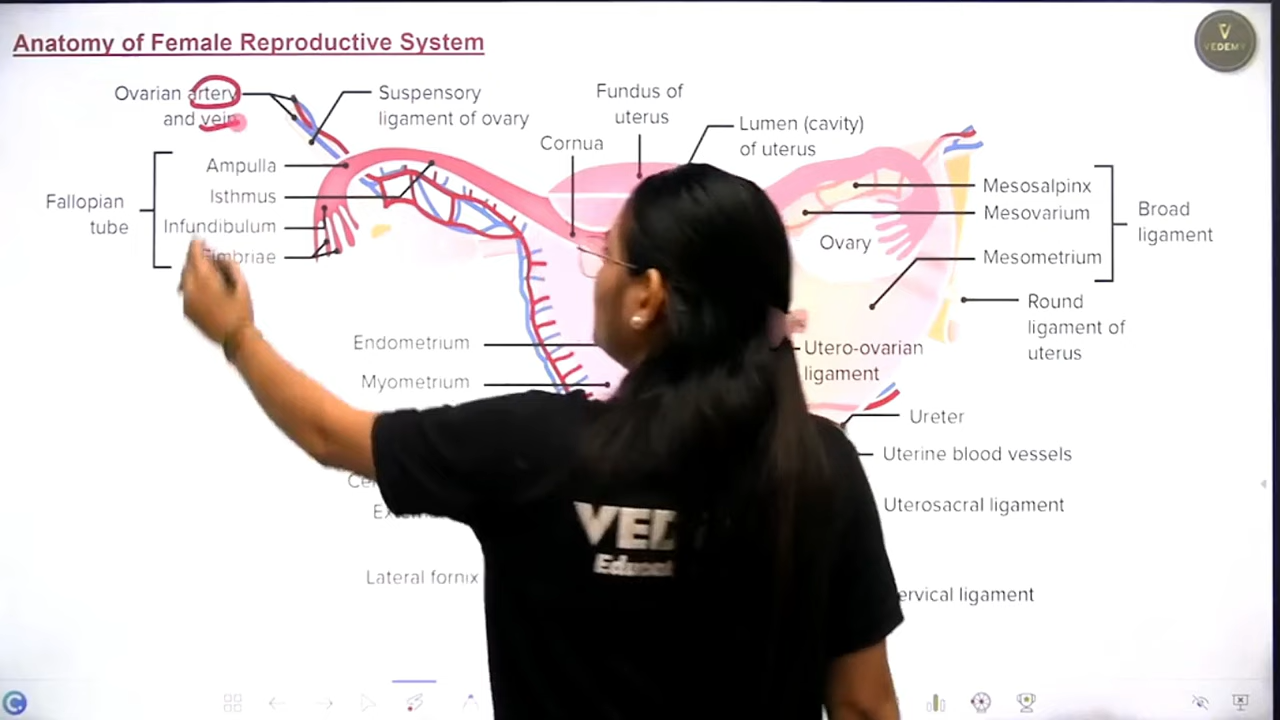 Anatomy of Female Reproductive System
VEDEMY
Ovarian artery
and vein
Suspensory
ligament of ovary
Fundus of
uterus
Cornua
Lumen (cavity)
of uterus
Ampulla
Isthmus
Infundibulum
Fimbriae
Fallopian
tube
Mesosalpinx
Mesovarium
Mesometrium
Broad
ligament
Ovary
Round
ligament of
uterus
Endometrium
Myometrium
Utero-ovarian
ligament
Ureter
Uterine blood vessels
Uterosacral ligament
Lateral fornix
ligament
VED